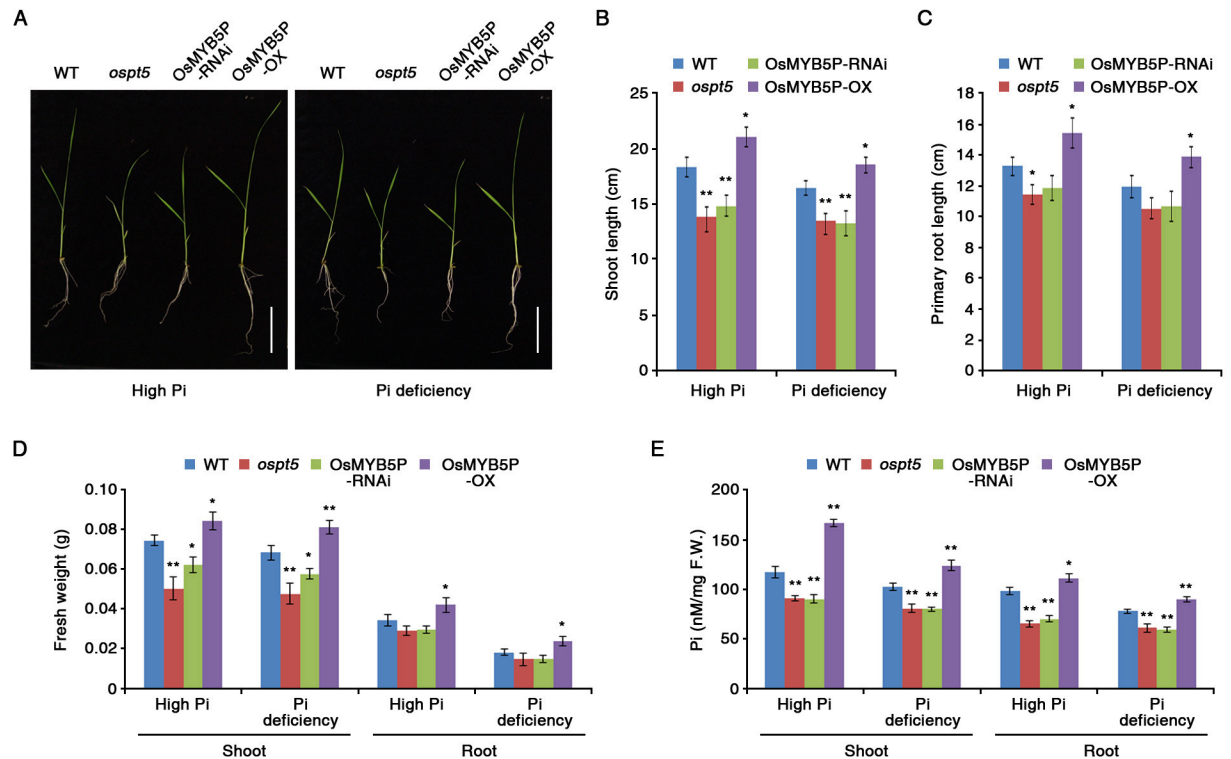 A
WT
ospt5
OsMYB5P
-RNAi
OsMYB5P
-OX
WT
ospt5
OsMYB5P
-RNAi
OsMYB5P
-OX
High Pi
Pi deficiency
B
WT
OsMYB5P-RNAi
ospt5
OsMYB5P-OX
Shoot length (cm)
25
20
15
10
5
0
*
** **
*
** **
High Pi
Pi deficiency
C
WT
OsMYB5P-RNAi
ospt5
OsMYB5P-OX
Primary root length (cm)
18
16
14
12
10
8
6
4
2
0
*
*
*
High Pi
Pi deficiency
D
WT
ospt5
OsMYB5P
-RNAi
OsMYB5P
-OX
Fresh weight (g)
0.10
0.08
0.06
0.04
0.02
0
** * *
** * **
*
*
High Pi
Pi
deficiency
High Pi
Pi
deficiency
Shoot
Root
E
WT
ospt5
OsMYB5P
-RNAi
OsMYB5P
-OX
Pi (nM/mg F.W.)
200
150
100
50
0
** ** **
** ** **
** ** *
** ** **
High Pi
Pi
deficiency
High Pi
Pi
deficiency
Shoot
Root